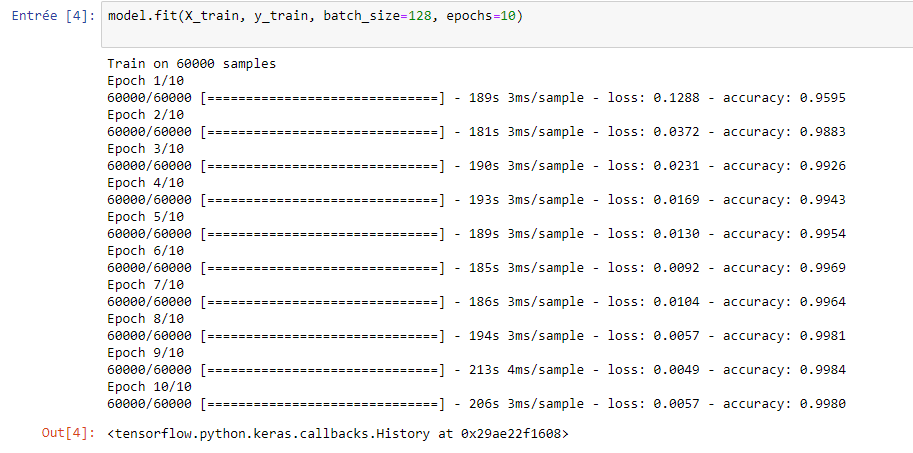 Entrée [4]: model.fit(X_train, y_train, batch_size=128, epochs=10)
Train on 60000 samples
Epoch 1/10
60000/60000 [==============================] - 189s 3ms/sample - loss: 0.1288 - accuracy: 0.9595
Epoch 2/10
60000/60000 [==============================] - 181s 3ms/sample - loss: 0.0372 - accuracy: 0.9883
Epoch 3/10
60000/60000 [==============================] - 190s 3ms/sample - loss: 0.0231 - accuracy: 0.9926
Epoch 4/10
60000/60000 [==============================] - 193s 3ms/sample - loss: 0.0169 - accuracy: 0.9943
Epoch 5/10
60000/60000 [==============================] - 189s 3ms/sample - loss: 0.0130 - accuracy: 0.9954
Epoch 6/10
60000/60000 [==============================] - 185s 3ms/sample - loss: 0.0092 - accuracy: 0.9969
Epoch 7/10
60000/60000 [==============================] - 186s 3ms/sample - loss: 0.0104 - accuracy: 0.9964
Epoch 8/10
60000/60000 [==============================] - 194s 3ms/sample - loss: 0.0057 - accuracy: 0.9981
Epoch 9/10
60000/60000 [==============================] - 213s 4ms/sample - loss: 0.0049 - accuracy: 0.9984
Epoch 10/10
60000/60000 [==============================] - 206s 3ms/sample - loss: 0.0057 - accuracy: 0.9980
Out[4]: <tensorflow.python.keras.callbacks.History at 0x29ae22f1608>